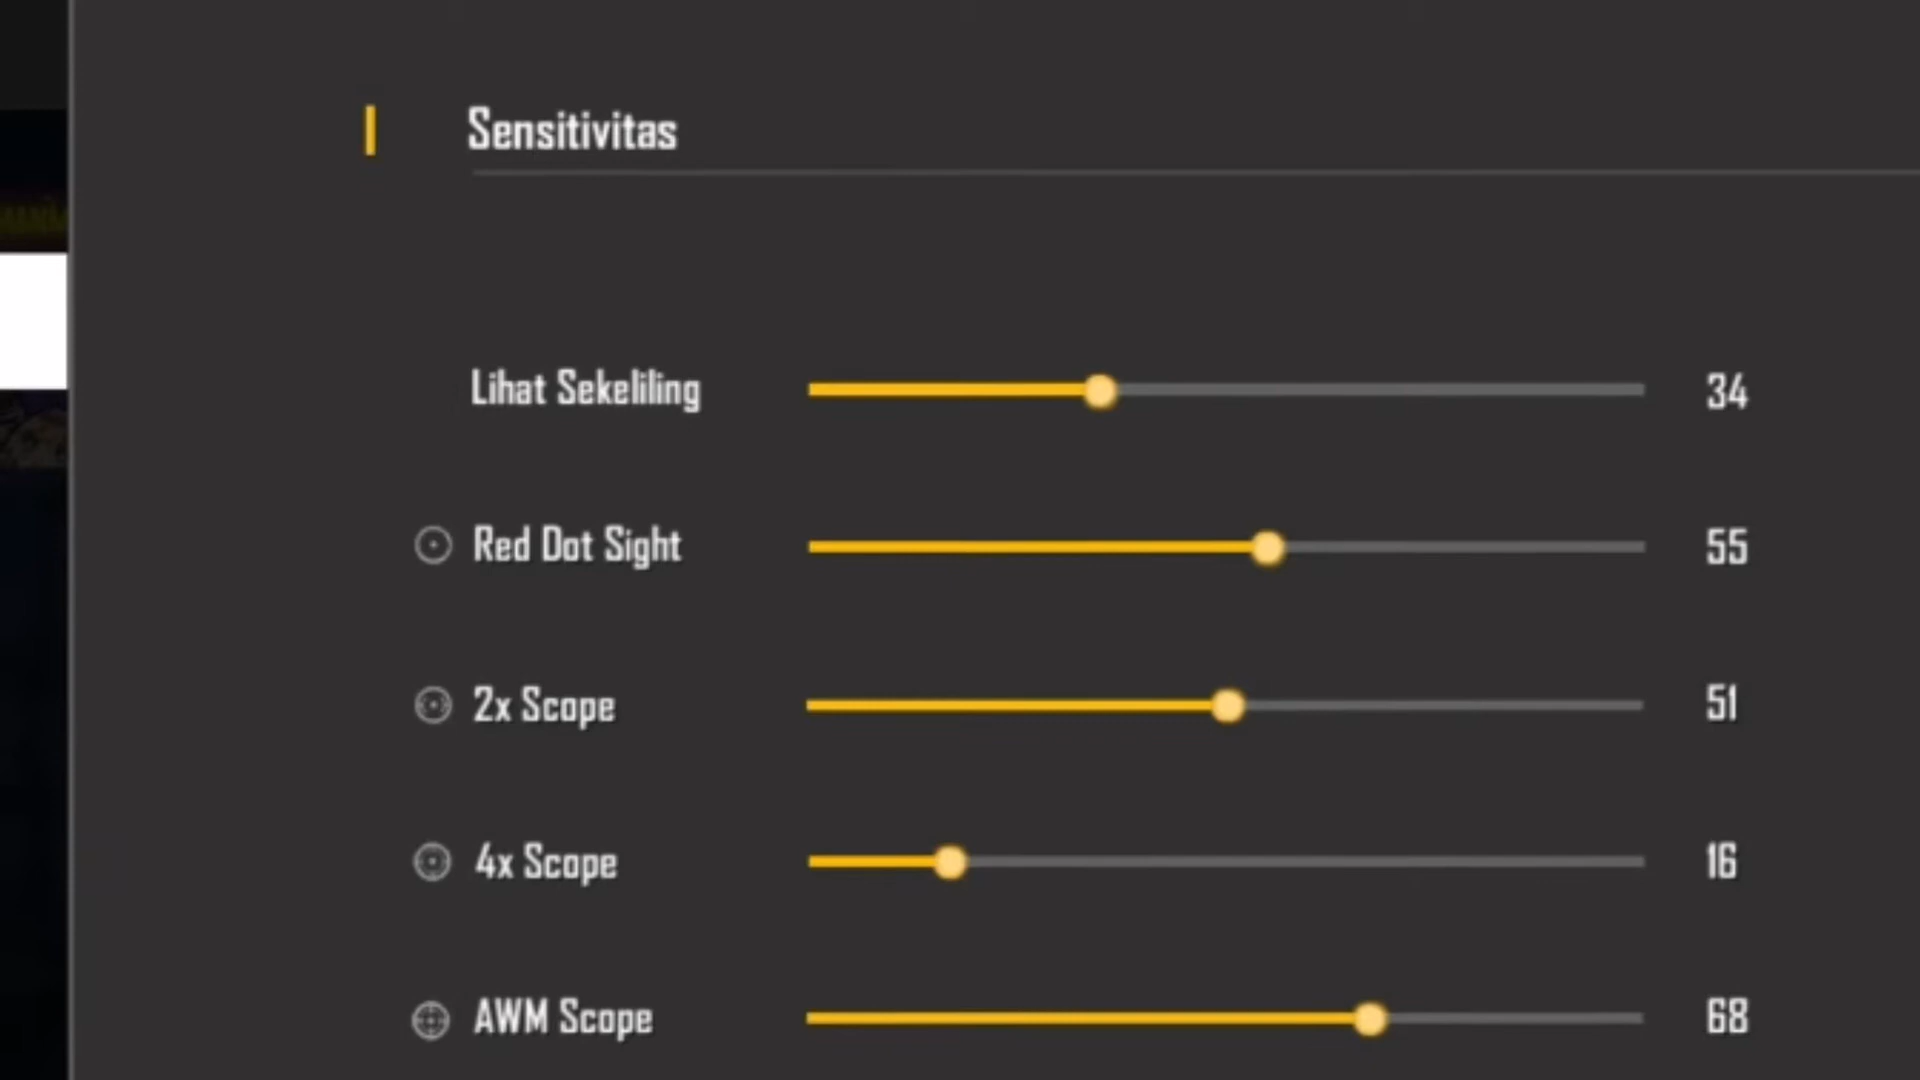 Sensitivitas
Lihat Sekeliling 34
Red Dot Sight 55
2x Scope 51
4x Scope 16
AWM Scope 68